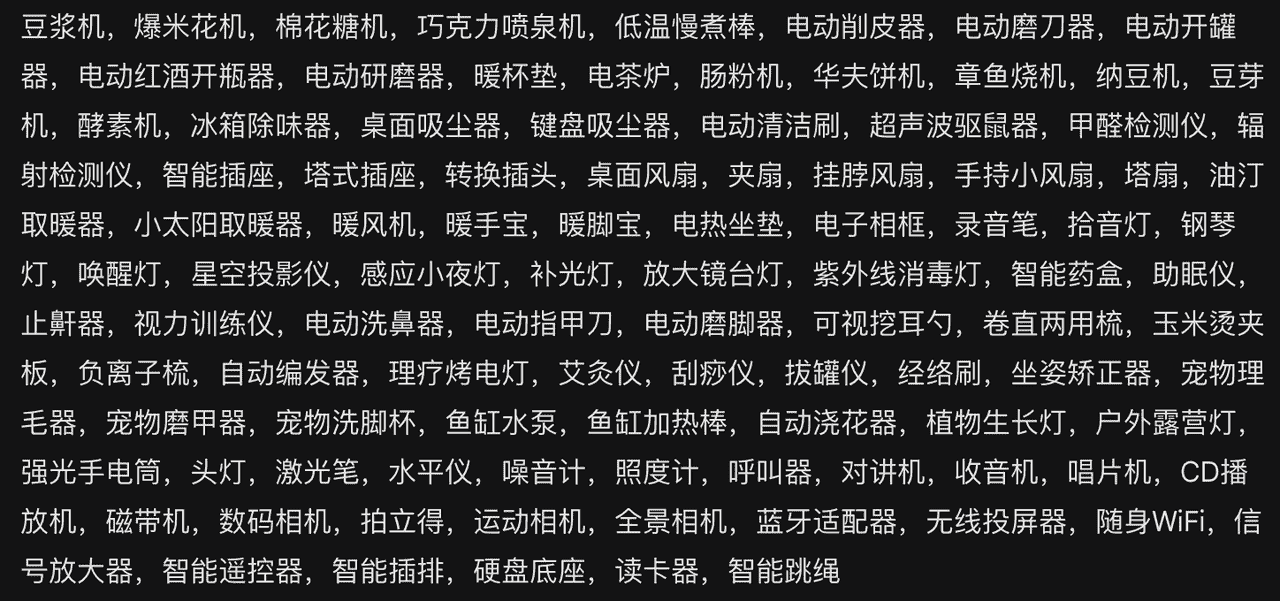 豆浆机，爆米花机，棉花糖机，巧克力喷泉机，低温慢煮棒，电动削皮器，电动磨刀器，电动开罐
器，电动红酒开瓶器，电动研磨器，暖杯垫，电茶炉，肠粉机，华夫饼机，章鱼烧机，纳豆机，豆芽
机，酵素机，冰箱除味器，桌面吸尘器，键盘吸尘器，电动清洁刷，超声波驱鼠器，甲醛检测仪，辐
射检测仪，智能插座，塔式插座，转换插头，桌面风扇，夹扇，挂脖风扇，手持小风扇，塔扇，油汀
取暖器，小太阳取暖器，暖风机，暖手宝，暖脚宝，电热坐垫，电子相框，录音笔，拾音灯，钢琴
灯，唤醒灯，星空投影仪，感应小夜灯，补光灯，放大镜台灯，紫外线消毒灯，智能药盒，助眠仪，
止鼾器，视力训练仪，电动洗鼻器，电动指甲刀，电动磨脚器，可视挖耳勺，卷直两用梳，玉米烫夹
板，负离子梳，自动编发器，理疗烤电灯，艾灸仪，刮痧仪，拔罐仪，经络刷，坐姿矫正器，宠物理
毛器，宠物磨甲器，宠物洗脚杯，鱼缸水泵，鱼缸加热棒，自动浇花器，植物生长灯，户外露营灯，
强光手电筒，头灯，激光笔，水平仪，噪音计，照度计，呼叫器，对讲机，收音机，唱片机，CD播
放机，磁带机，数码相机，拍立得，运动相机，全景相机，蓝牙适配器，无线投屏器，随身WiFi，信
号放大器，智能遥控器，智能插排，硬盘底座，读卡器，智能跳绳